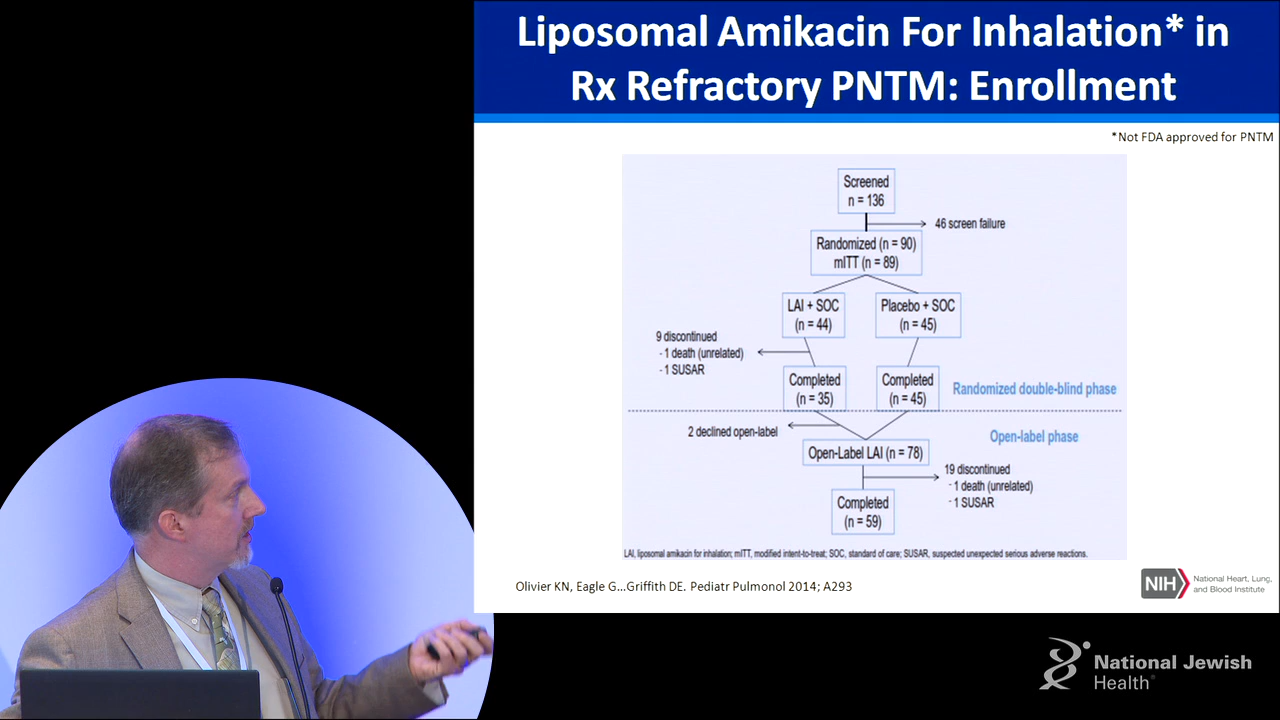 Liposomal Amikacin For Inhalation* in
Rx Refractory PNTM: Enrollment
*Not FDA approved for PNTM
Screened
n = 136
46 screen failure
Randomized (n = 90)
mITT (n = 89)
LAI + SOC
(n = 44)
Placebo + SOC
(n = 45)
9 discontinued
- 1 death (unrelated)
- 1 SUSAR
Completed
(n = 35)
Completed
(n = 45)
Randomized double-blind phase
2 declined open-label
Open-label phase
Open-Label LAI (n = 78)
19 discontinued
- 1 death (unrelated)
- 1 SUSAR
Completed
(n = 59)
LAI, liposomal amikacin for inhalation; mITT, modified intent-to-treat; SOC, standard of care; SUSAR, suspected unexpected serious adverse reactions.
Olivier KN, Eagle G...Griffith DE. Pediatr Pulmonol 2014; A293
NIH
National Heart, Lung,
and Blood Institute
National Jewish
Health®